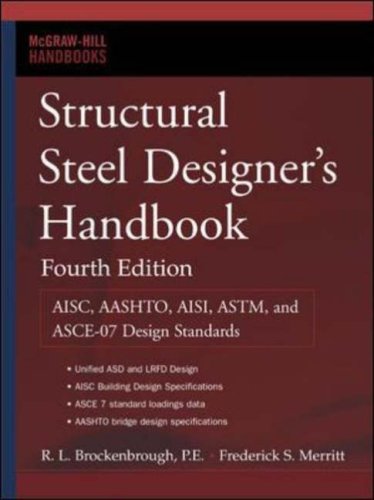 McGRAW-HILL
HANDBOOKS
Structural
Steel Designer's
Handbook
Fourth Edition
AISC, AASHTO, AISI, ASTM, and
ASCE-07 Design Standards
• Unified ASD and LRFD Design
• AISC Building Design Specifications
• ASCE 7 standard loadings data
• AASHTO bridge design specifications
R. L. Brockenbrough, P.E. • Frederick S. Merritt